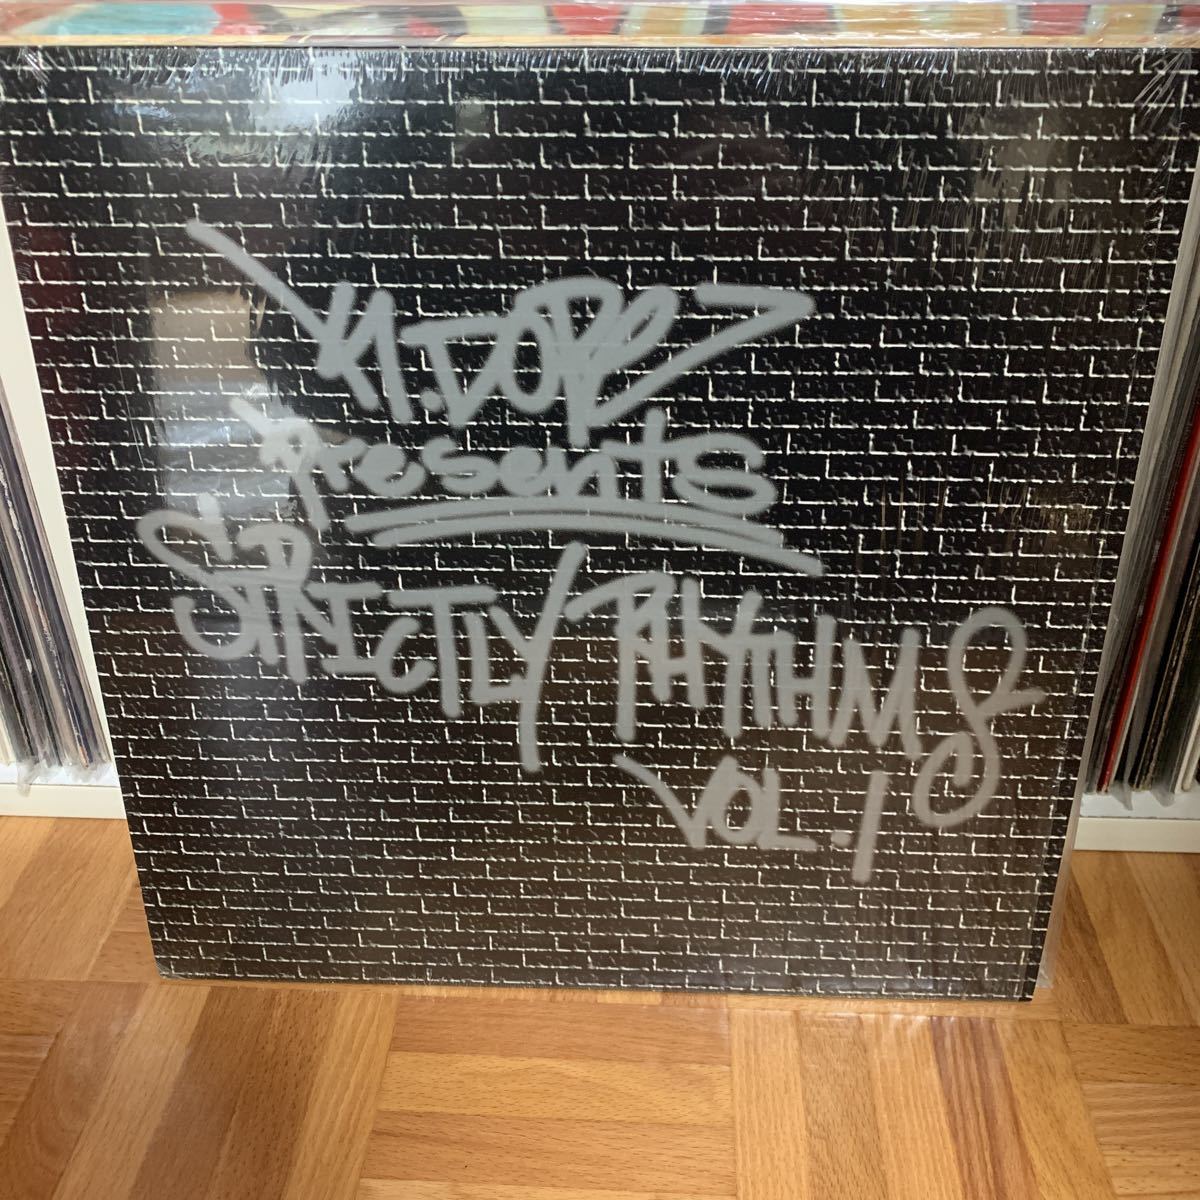 K.DOPE
Presents
STRICTLY RHYTHMS
VOL.1